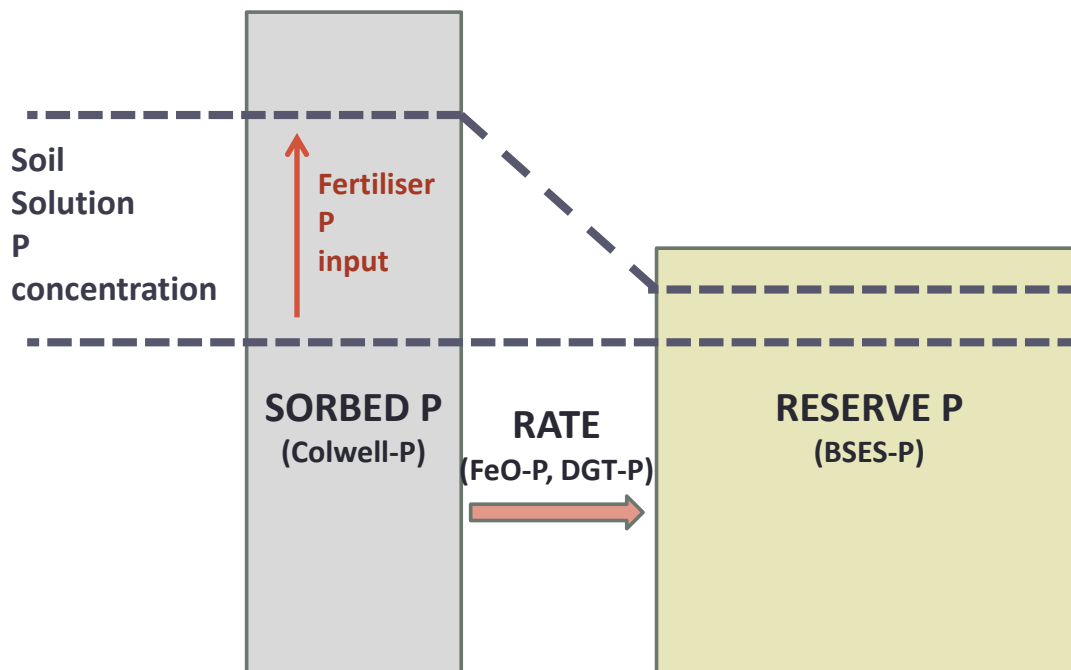 Soil
Solution
P
concentration
Fertiliser
P
input
SORBED P
(Colwell-P)
RATE
(FeO-P, DGT-P)
RESERVE P
(BSES-P)